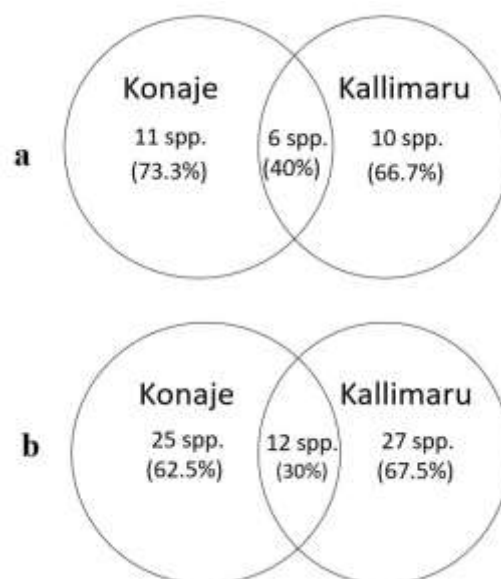 a
Konaje
11 spp.
(73.3%)
6 spp.
(40%)
Kallimaru
10 spp.
(66.7%)
b
Konaje
25 spp.
(62.5%)
12 spp.
(30%)
Kallimaru
27 spp.
(67.5%)